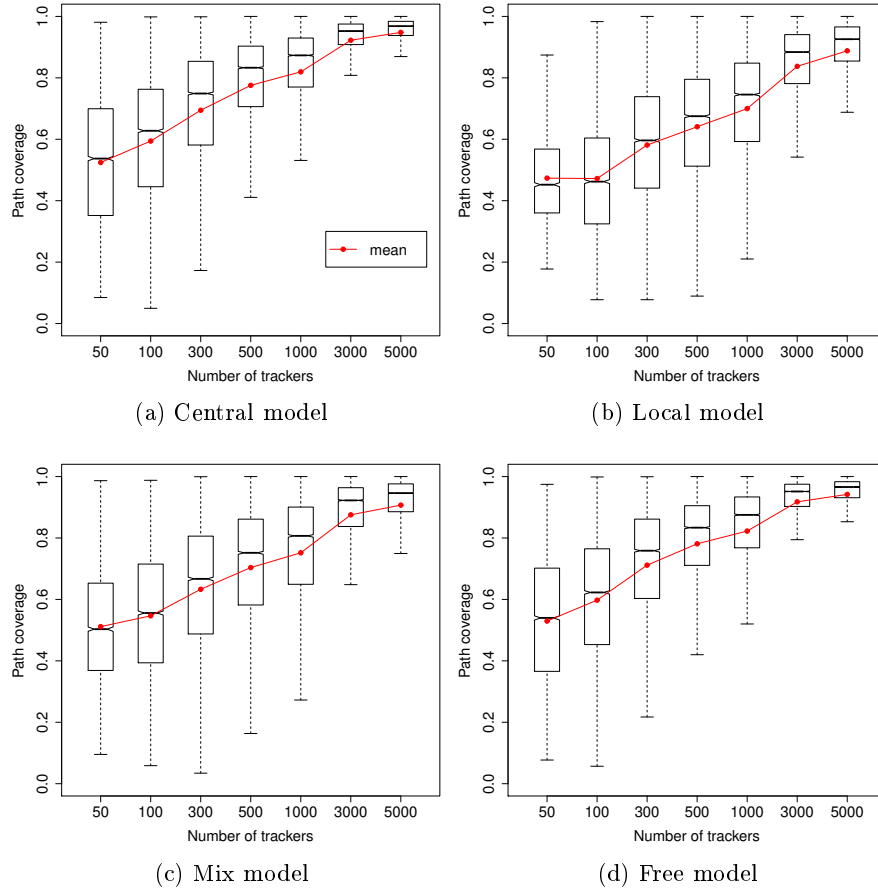 1.0
0.8
0.6
0.4
0.2
0.0
Path coverage
mean
50 100 300 500 1000 3000 5000
Number of trackers
(a) Central model
1.0
0.8
0.6
0.4
0.2
0.0
Path coverage
50 100 300 500 1000 3000 5000
Number of trackers
(b) Local model
1.0
0.8
0.6
0.4
0.2
0.0
Path coverage
50 100 300 500 1000 3000 5000
Number of trackers
(c) Mix model
1.0
0.8
0.6
0.4
0.2
0.0
Path coverage
50 100 300 500 1000 3000 5000
Number of trackers
(d) Free model